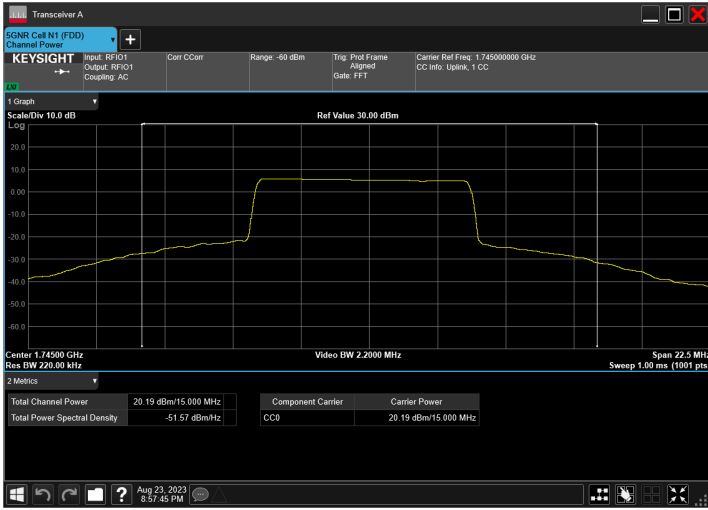 Transceiver A
5GNR Cell N1 (FDD)
Channel Power
KEYSIGHT
Input: RFIO1
Output: RFIO1
Coupling: AC
Corr CCorr
Range: -60 dBm
Trig: Prot Frame
Aligned
Gate: FFT
Carrier Ref Freq: 1.745000000 GHz
CC Info: Uplink, 1 CC
LXI
1 Graph
Scale/Div 10.0 dB
Ref Value 30.00 dBm
Log
20.0
10.0
0.00
-10.0
-20.0
-30.0
-40.0
-50.0
-60.0
Center 1.74500 GHz
Video BW 2.2000 MHz
Span 22.5 MHz
Res BW 220.00 kHz
Sweep 1.00 ms (1001 pts
2 Metrics
Total Channel Power 20.19 dBm/15.000 MHz
Total Power Spectral Density -51.57 dBm/Hz
Component Carrier Carrier Power
CC0 20.19 dBm/15.000 MHz
?
Aug 23, 2023
8:57:45 PM